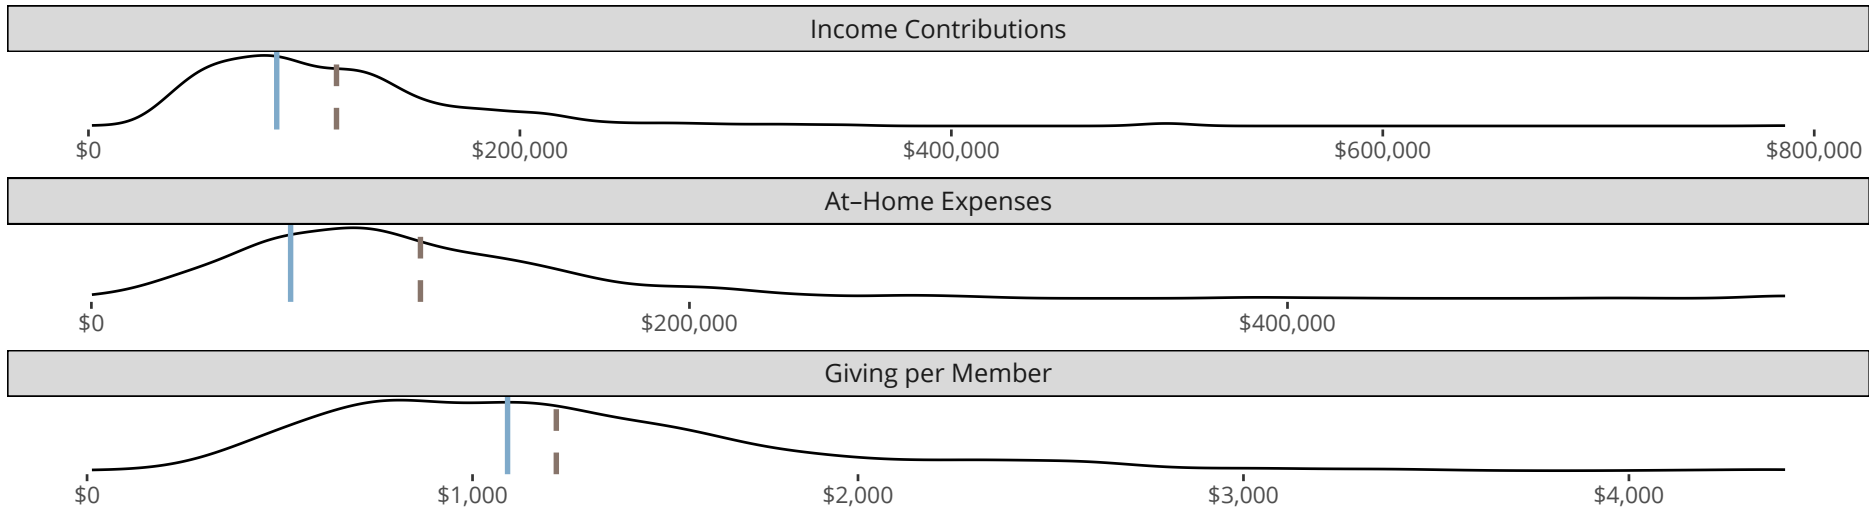 Income Contributions
$0 $200,000 $400,000 $600,000 $800,000
At–Home Expenses
$0 $200,000 $400,000
Giving per Member
$0 $1,000 $2,000 $3,000 $4,000